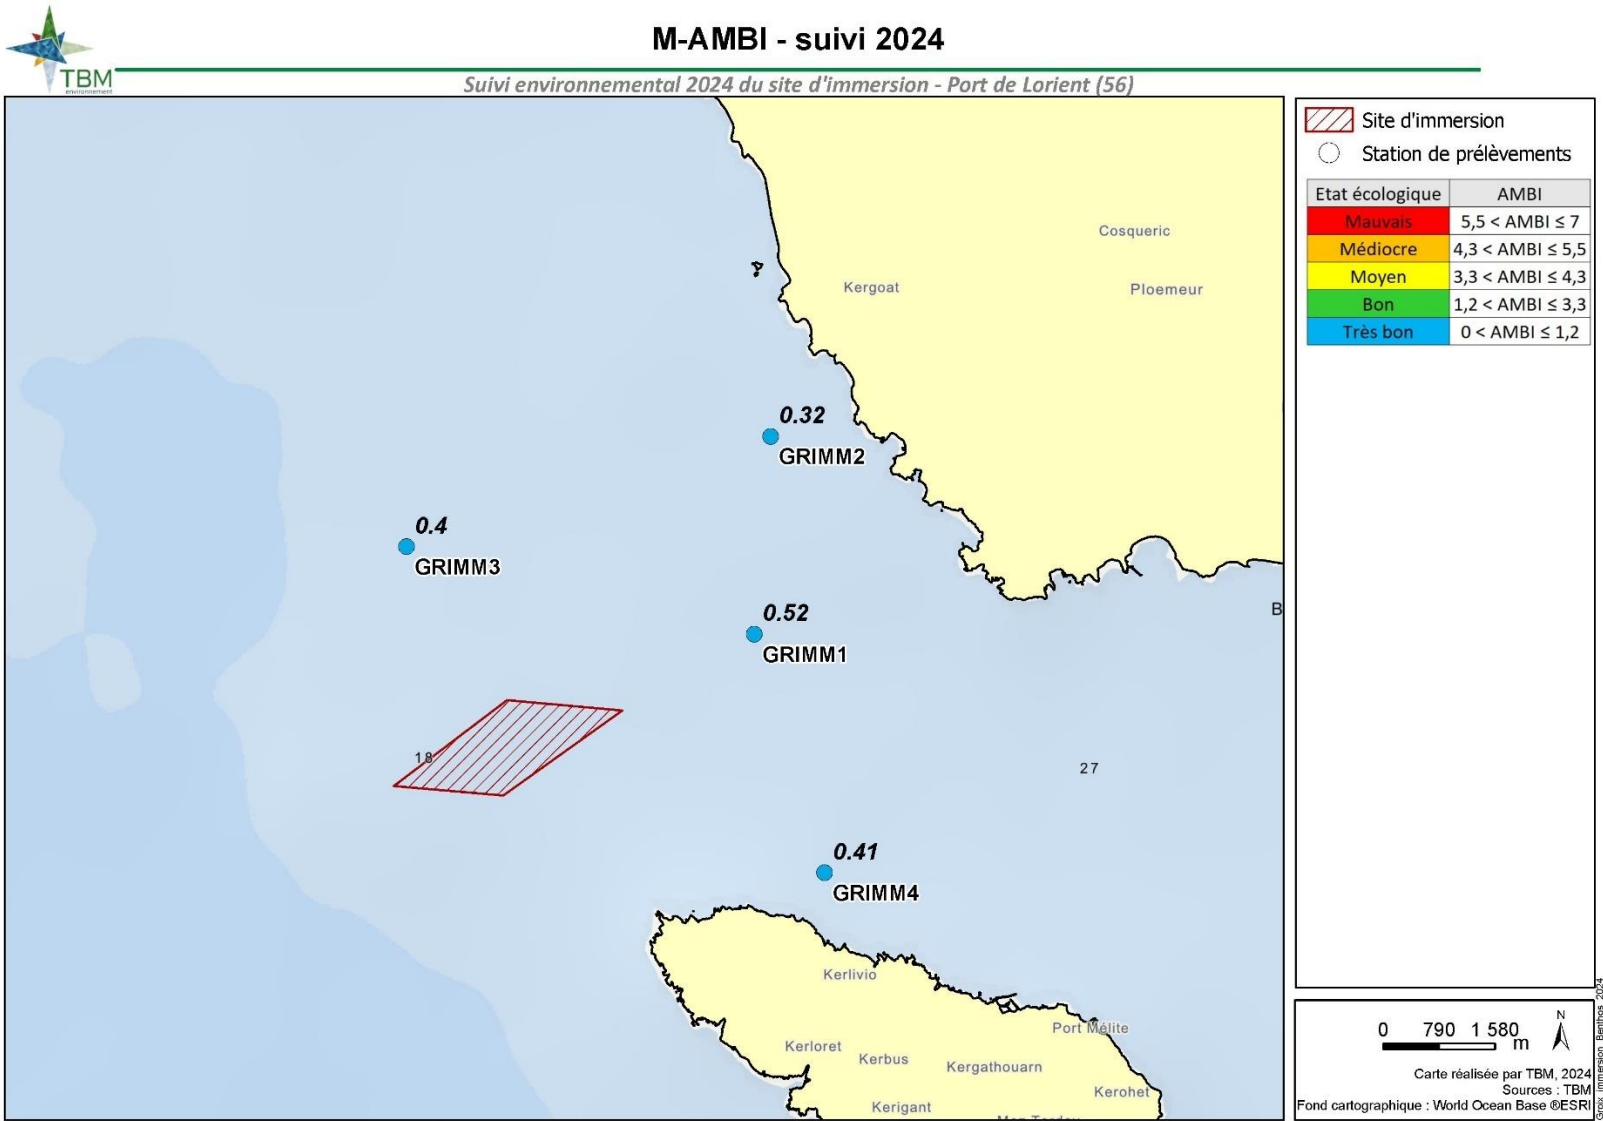 M-AMBI - suivi 2024
TBM
environnement
Suivi environnemental 2024 du site d'immersion - Port de Lorient (56)
Site d'immersion
Station de prélèvements
Etat écologique AMBI
Mauvais 5,5 < AMBI ≤ 7
Médiocre 4,3 < AMBI ≤ 5,5
Moyen 3,3 < AMBI ≤ 4,3
Bon 1,2 < AMBI ≤ 3,3
Très bon 0 < AMBI ≤ 1,2
Cosqueric
Kergoat
Ploemeur
0.32
GRIMM2
0.4
GRIMM3
0.52
GRIMM1
B
18
27
0.41
GRIMM4
Kerlivio
Port Mélite
Kerloret
Kerbus
Kergathouarn
Kerohet
Kerigant
0 790 1 580
m
N
Carte réalisée par TBM, 2024
Sources : TBM
Fond cartographique : World Ocean Base ®ESRI
Groix_immersion_Benthos_2024